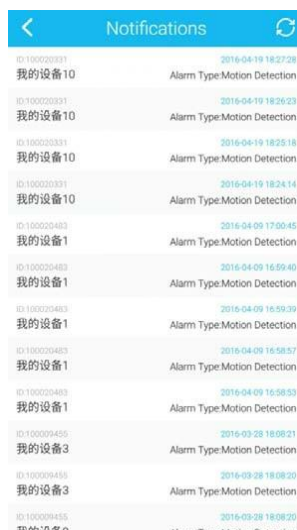 Notifications
ID:100020331 2016-04-19 18:27:28
我的设备10 Alarm Type:Motion Detection
ID:100020331 2016-04-19 18:26:23
我的设备10 Alarm Type:Motion Detection
ID:100020331 2016-04-19 18:25:18
我的设备10 Alarm Type:Motion Detection
ID:100020331 2016-04-19 18:24:14
我的设备10 Alarm Type:Motion Detection
ID:100020483 2016-04-09 17:00:45
我的设备1 Alarm Type:Motion Detection
ID:100020483 2016-04-09 16:59:40
我的设备1 Alarm Type:Motion Detection
ID:100020483 2016-04-09 16:59:39
我的设备1 Alarm Type:Motion Detection
ID:100020483 2016-04-09 16:58:57
我的设备1 Alarm Type:Motion Detection
ID:100020483 2016-04-09 16:58:53
我的设备1 Alarm Type:Motion Detection
ID:100009455 2016-03-28 18:08:21
我的设备3 Alarm Type:Motion Detection
ID:100009455 2016-03-28 18:08:20
我的设备3 Alarm Type:Motion Detection
ID:100009455 2016-03-28 18:08:20